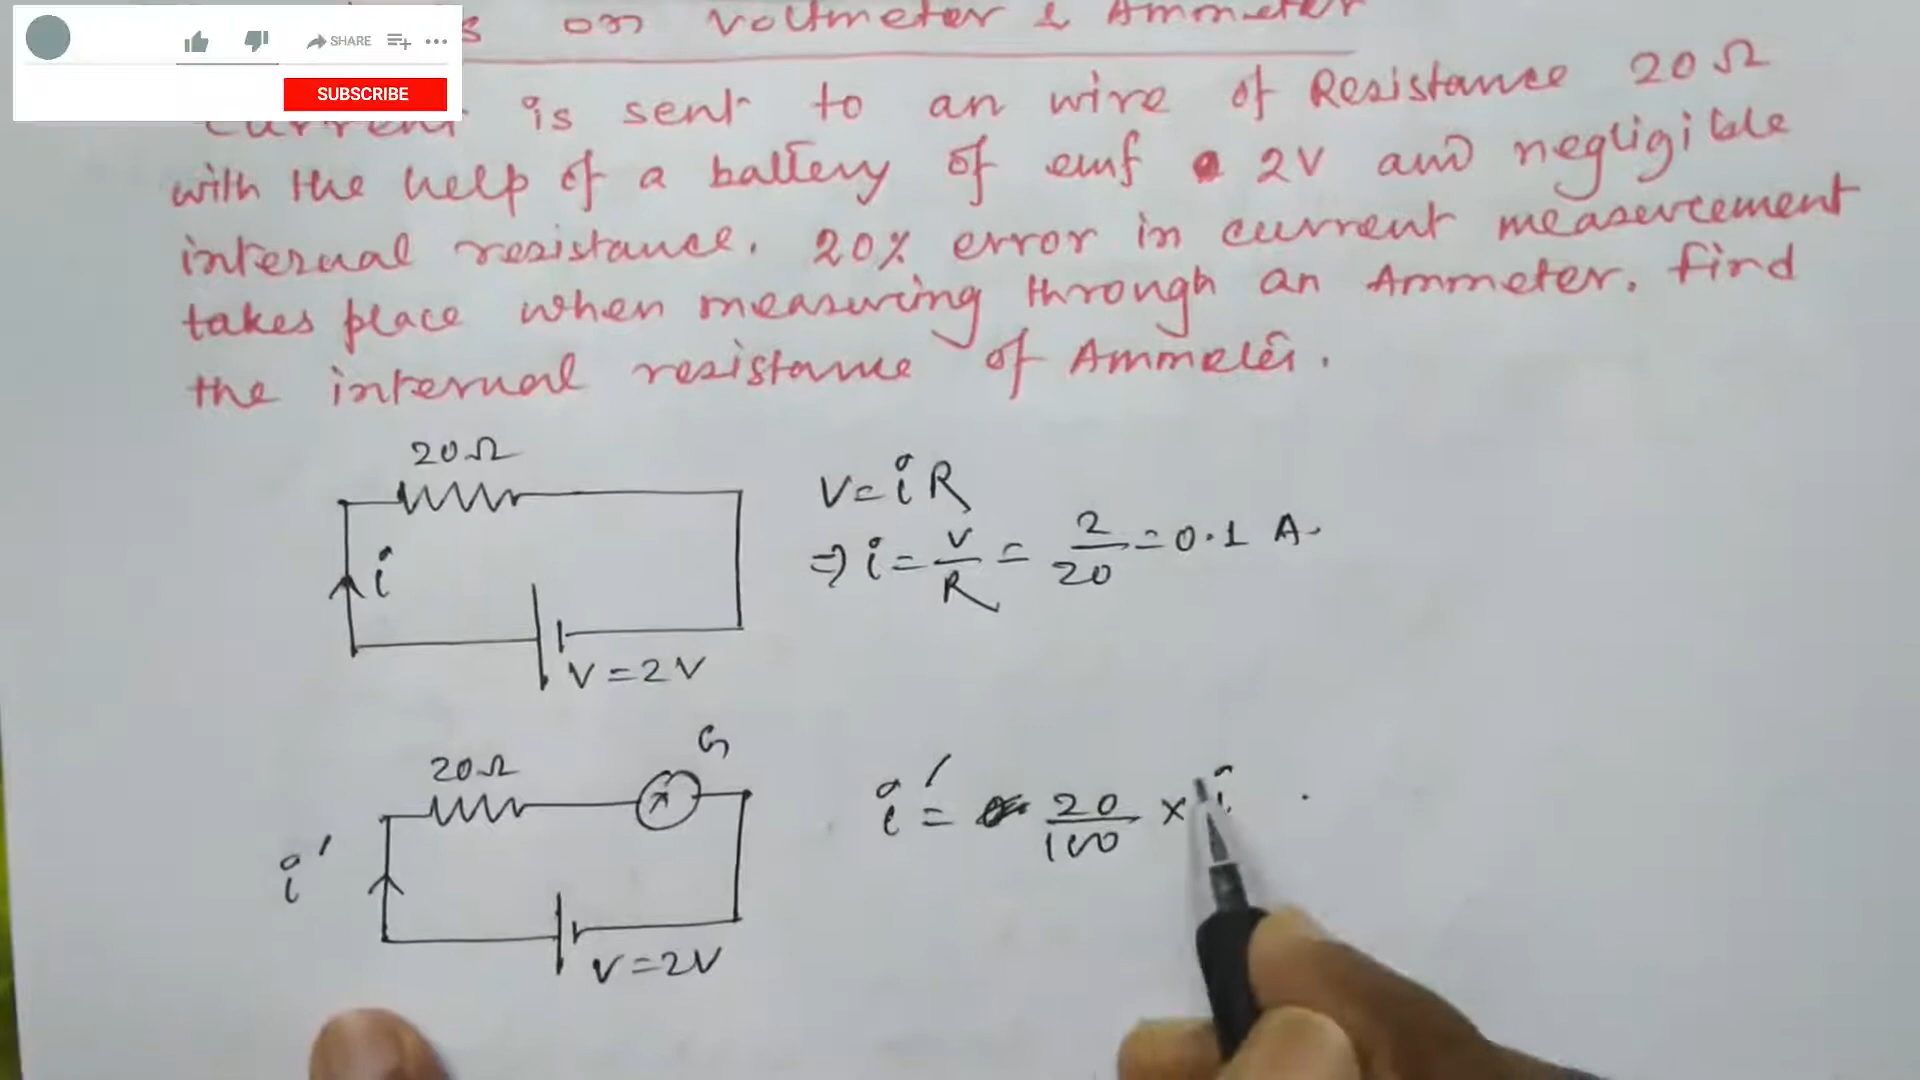 on voltmeter & Ammeter
SHARE
SUBSCRIBE
Current is sent to an wire of Resistance 20Ω
with the help of a battery of emf 2V and negligible
internal resistance. 20% error in current measurement
takes place when measuring through an Ammeter. find
the internal resistance of Ammeter.
20Ω
i
V=2V
V=iR
⇒ i = V/R = 2/20 = 0.1 A.
20Ω
G
i'
V=2V
i' = 20/100 × i